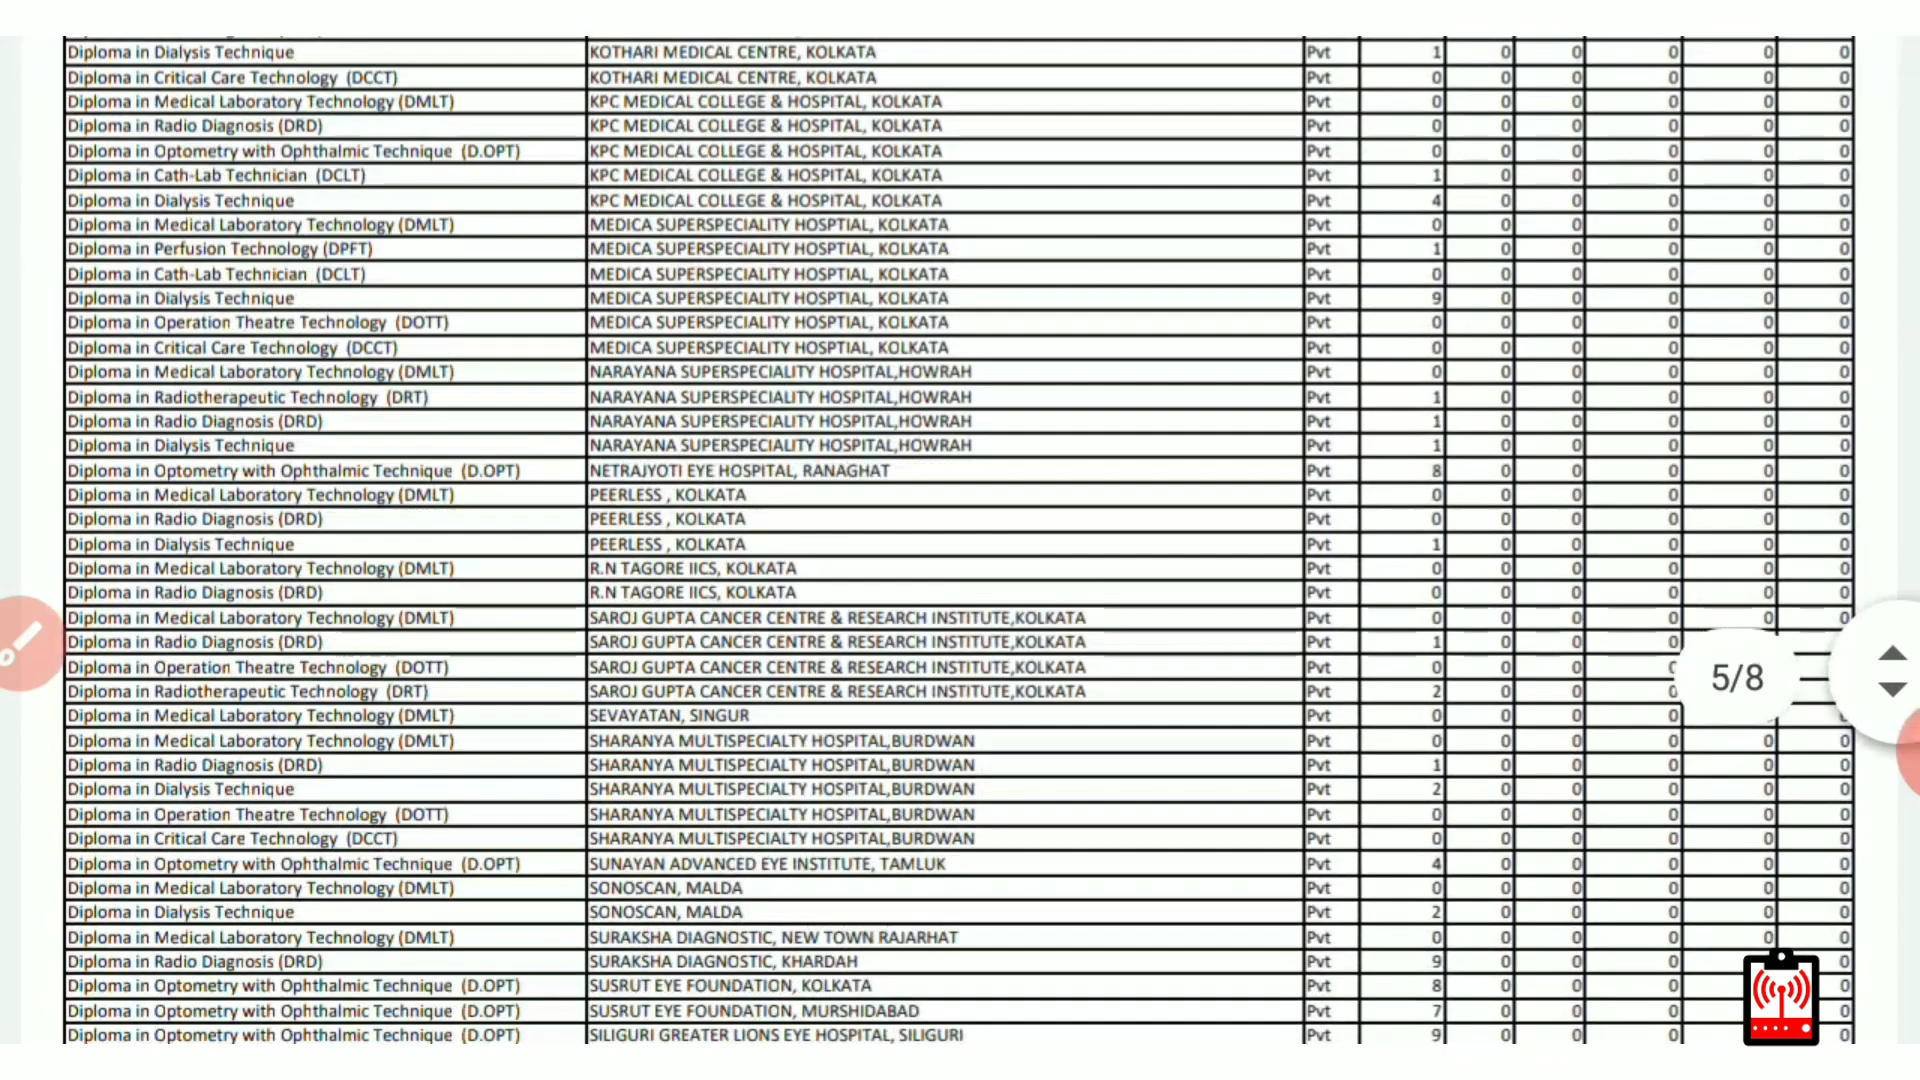 Diploma in Dialysis Technique KOTHARI MEDICAL CENTRE, KOLKATA Pvt 1 0 0 0 0 0
Diploma in Critical Care Technology (DCCT) KOTHARI MEDICAL CENTRE, KOLKATA Pvt 0 0 0 0 0 0
Diploma in Medical Laboratory Technology (DMLT) KPC MEDICAL COLLEGE & HOSPITAL, KOLKATA Pvt 0 0 0 0 0 0
Diploma in Radio Diagnosis (DRD) KPC MEDICAL COLLEGE & HOSPITAL, KOLKATA Pvt 0 0 0 0 0 0
Diploma in Optometry with Ophthalmic Technique (D.OPT) KPC MEDICAL COLLEGE & HOSPITAL, KOLKATA Pvt 0 0 0 0 0 0
Diploma in Cath-Lab Technician (DCLT) KPC MEDICAL COLLEGE & HOSPITAL, KOLKATA Pvt 1 0 0 0 0 0
Diploma in Dialysis Technique KPC MEDICAL COLLEGE & HOSPITAL, KOLKATA Pvt 4 0 0 0 0 0
Diploma in Medical Laboratory Technology (DMLT) MEDICA SUPERSPECIALITY HOSPTIAL, KOLKATA Pvt 0 0 0 0 0 0
Diploma in Perfusion Technology (DPFT) MEDICA SUPERSPECIALITY HOSPTIAL, KOLKATA Pvt 1 0 0 0 0 0
Diploma in Cath-Lab Technician (DCLT) MEDICA SUPERSPECIALITY HOSPTIAL, KOLKATA Pvt 0 0 0 0 0 0
Diploma in Dialysis Technique MEDICA SUPERSPECIALITY HOSPTIAL, KOLKATA Pvt 9 0 0 0 0 0
Diploma in Operation Theatre Technology (DOTT) MEDICA SUPERSPECIALITY HOSPTIAL, KOLKATA Pvt 0 0 0 0 0 0
Diploma in Critical Care Technology (DCCT) MEDICA SUPERSPECIALITY HOSPTIAL, KOLKATA Pvt 0 0 0 0 0 0
Diploma in Medical Laboratory Technology (DMLT) NARAYANA SUPERSPECIALITY HOSPITAL,HOWRAH Pvt 0 0 0 0 0 0
Diploma in Radiotherapeutic Technology (DRT) NARAYANA SUPERSPECIALITY HOSPITAL,HOWRAH Pvt 1 0 0 0 0 0
Diploma in Radio Diagnosis (DRD) NARAYANA SUPERSPECIALITY HOSPITAL,HOWRAH Pvt 1 0 0 0 0 0
Diploma in Dialysis Technique NARAYANA SUPERSPECIALITY HOSPITAL,HOWRAH Pvt 1 0 0 0 0 0
Diploma in Optometry with Ophthalmic Technique (D.OPT) NETRAJYOTI EYE HOSPITAL, RANAGHAT Pvt 8 0 0 0 0 0
Diploma in Medical Laboratory Technology (DMLT) PEERLESS , KOLKATA Pvt 0 0 0 0 0 0
Diploma in Radio Diagnosis (DRD) PEERLESS , KOLKATA Pvt 0 0 0 0 0 0
Diploma in Dialysis Technique PEERLESS , KOLKATA Pvt 1 0 0 0 0 0
Diploma in Medical Laboratory Technology (DMLT) R.N TAGORE IICS, KOLKATA Pvt 0 0 0 0 0 0
Diploma in Radio Diagnosis (DRD) R.N TAGORE IICS, KOLKATA Pvt 0 0 0 0 0 0
Diploma in Medical Laboratory Technology (DMLT) SAROJ GUPTA CANCER CENTRE & RESEARCH INSTITUTE,KOLKATA Pvt 0 0 0 0 0 0
Diploma in Radio Diagnosis (DRD) SAROJ GUPTA CANCER CENTRE & RESEARCH INSTITUTE,KOLKATA Pvt 1 0 0 0
Diploma in Operation Theatre Technology (DOTT) SAROJ GUPTA CANCER CENTRE & RESEARCH INSTITUTE,KOLKATA Pvt 0 0 0 0
5/8
Diploma in Radiotherapeutic Technology (DRT) SAROJ GUPTA CANCER CENTRE & RESEARCH INSTITUTE,KOLKATA Pvt 2 0 0 0
Diploma in Medical Laboratory Technology (DMLT) SEVAYATAN, SINGUR Pvt 0 0 0 0
Diploma in Medical Laboratory Technology (DMLT) SHARANYA MULTISPECIALTY HOSPITAL,BURDWAN Pvt 0 0 0 0 0 0
Diploma in Radio Diagnosis (DRD) SHARANYA MULTISPECIALTY HOSPITAL,BURDWAN Pvt 1 0 0 0 0 0
Diploma in Dialysis Technique SHARANYA MULTISPECIALTY HOSPITAL,BURDWAN Pvt 2 0 0 0 0 0
Diploma in Operation Theatre Technology (DOTT) SHARANYA MULTISPECIALTY HOSPITAL,BURDWAN Pvt 0 0 0 0 0 0
Diploma in Critical Care Technology (DCCT) SHARANYA MULTISPECIALTY HOSPITAL,BURDWAN Pvt 0 0 0 0 0 0
Diploma in Optometry with Ophthalmic Technique (D.OPT) SUNAYAN ADVANCED EYE INSTITUTE, TAMLUK Pvt 4 0 0 0 0 0
Diploma in Medical Laboratory Technology (DMLT) SONOSCAN, MALDA Pvt 0 0 0 0 0 0
Diploma in Dialysis Technique SONOSCAN, MALDA Pvt 2 0 0 0 0 0
Diploma in Medical Laboratory Technology (DMLT) SURAKSHA DIAGNOSTIC, NEW TOWN RAJARHAT Pvt 0 0 0 0 0 0
Diploma in Radio Diagnosis (DRD) SURAKSHA DIAGNOSTIC, KHARDAH Pvt 9 0 0 0 0
Diploma in Optometry with Ophthalmic Technique (D.OPT) SUSRUT EYE FOUNDATION, KOLKATA Pvt 8 0 0 0 0
Diploma in Optometry with Ophthalmic Technique (D.OPT) SUSRUT EYE FOUNDATION, MURSHIDABAD Pvt 7 0 0 0 0
Diploma in Optometry with Ophthalmic Technique (D.OPT) SILIGURI GREATER LIONS EYE HOSPITAL, SILIGURI Pvt 9 0 0 0 0